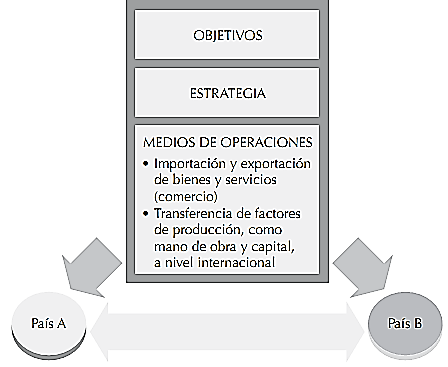 OBJETIVOS
ESTRATEGIA
MEDIOS DE OPERACIONES
• Importación y exportación
de bienes y servicios
(comercio)
• Transferencia de factores
de producción, como
mano de obra y capital,
a nivel internacional
País A
País B